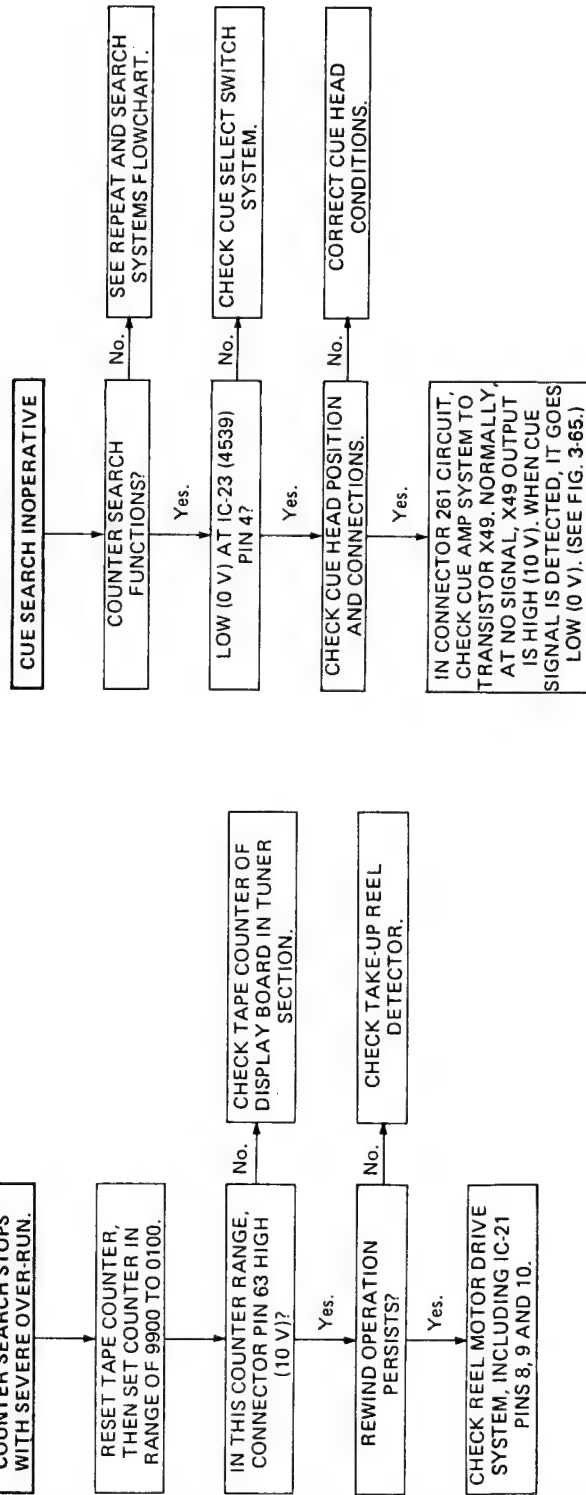 COUNTER SEARCH STOPS
WITH SEVERE OVER-RUN.
RESET TAPE COUNTER,
THEN SET COUNTER IN
RANGE OF 9900 TO 0100.
IN THIS COUNTER RANGE,
CONNECTOR PIN 63 HIGH
(10 V)?
No.
CHECK TAPE COUNTER OF
DISPLAY BOARD IN TUNER
SECTION.
Yes.
REWIND OPERATION
PERSISTS?
No.
CHECK TAKE-UP REEL
DETECTOR.
Yes.
CHECK REEL MOTOR DRIVE
SYSTEM, INCLUDING IC-21
PINS 8, 9 AND 10.
CUE SEARCH INOPERATIVE
COUNTER SEARCH
FUNCTIONS?
No.
SEE REPEAT AND SEARCH
SYSTEMS FLOWCHART.
Yes.
LOW (0 V) AT IC-23 (4539)
PIN 4?
No.
CHECK CUE SELECT SWITCH
SYSTEM.
Yes.
CHECK CUE HEAD POSITION
AND CONNECTIONS.
No.
CORRECT CUE HEAD
CONDITIONS.
Yes.
IN CONNECTOR 261 CIRCUIT,
CHECK CUE AMP SYSTEM TO
TRANSISTOR X49. NORMALLY,
AT NO SIGNAL, X49 OUTPUT
IS HIGH (10 V). WHEN CUE
SIGNAL IS DETECTED, IT GOES
LOW (0 V). (SEE FIG. 3-65.)